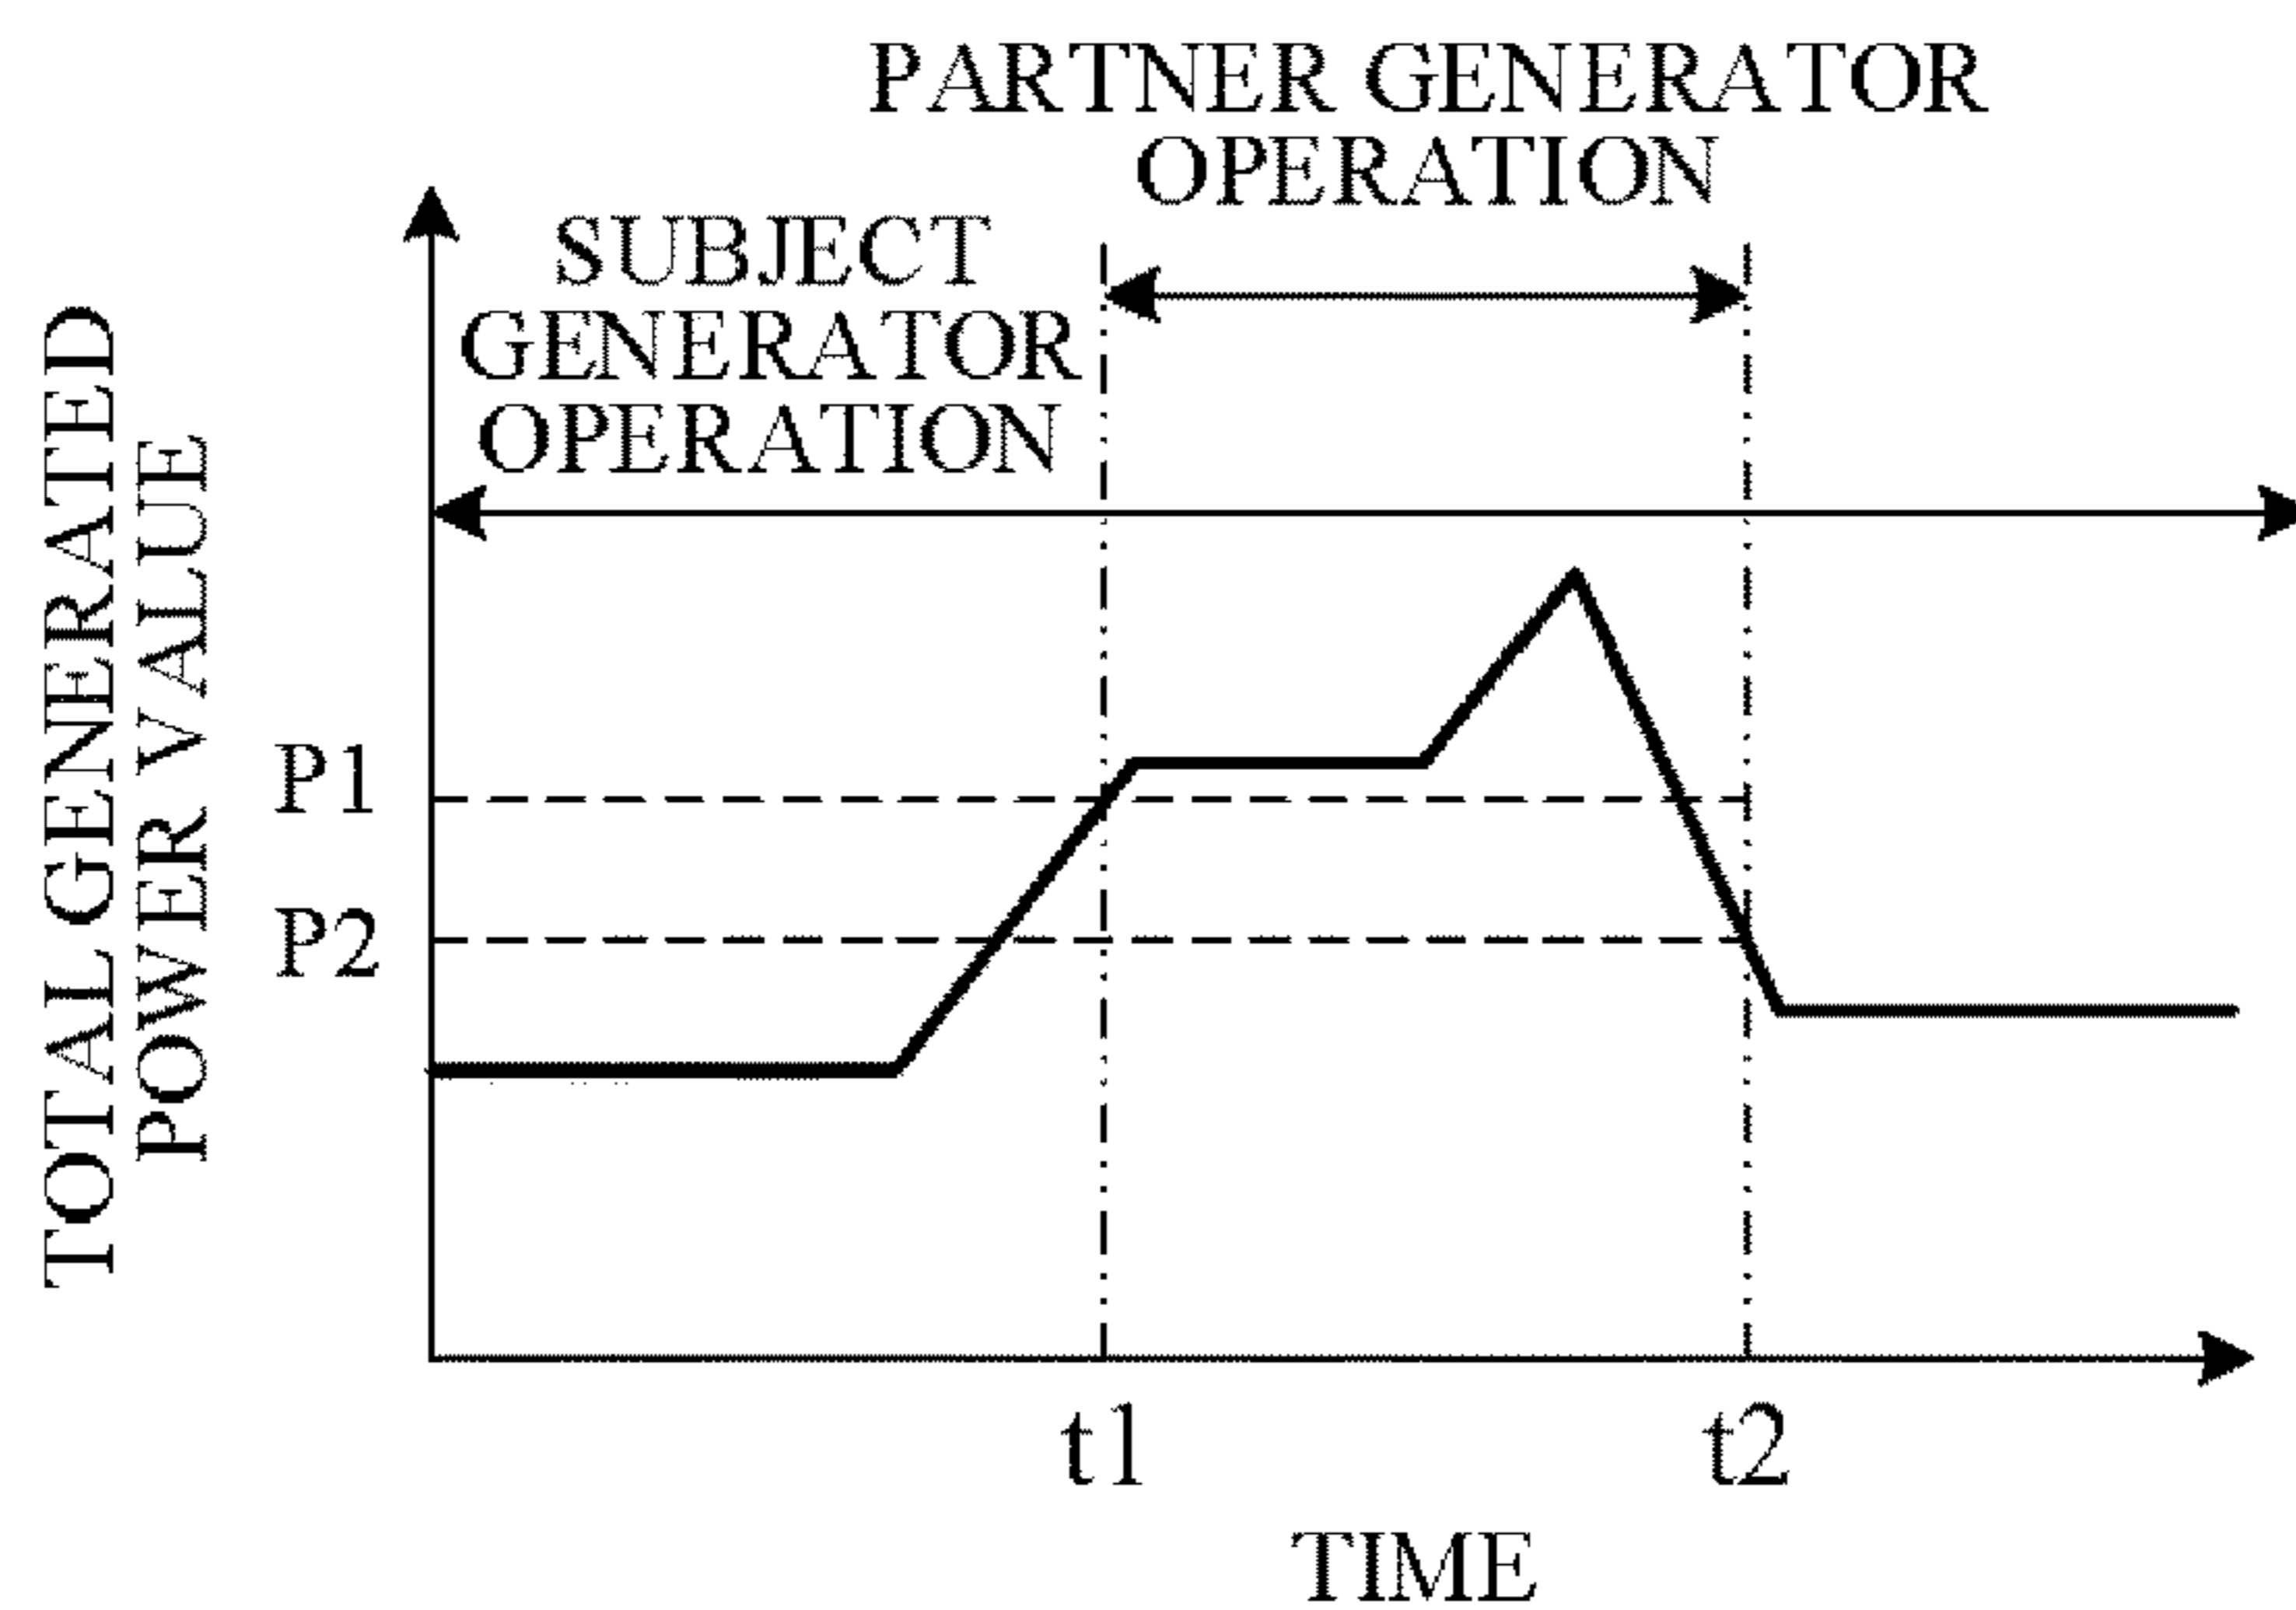 PARTNER GENERATOR
OPERATION
SUBJECT
GENERATOR
OPERATION
TOTAL GENERATED
POWER VALUE
P1
P2
t1
t2
TIME